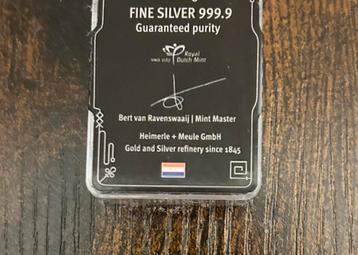 FINE SILVER 999.9
Guaranteed purity
Royal
Dutch Mint
Bert van Ravenswaaij | Mint Master
Heimerle + Meule GmbH
Gold and Silver refinery since 1845